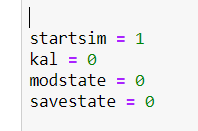 startsim = 1
kal = 0
modstate = 0
savestate = 0